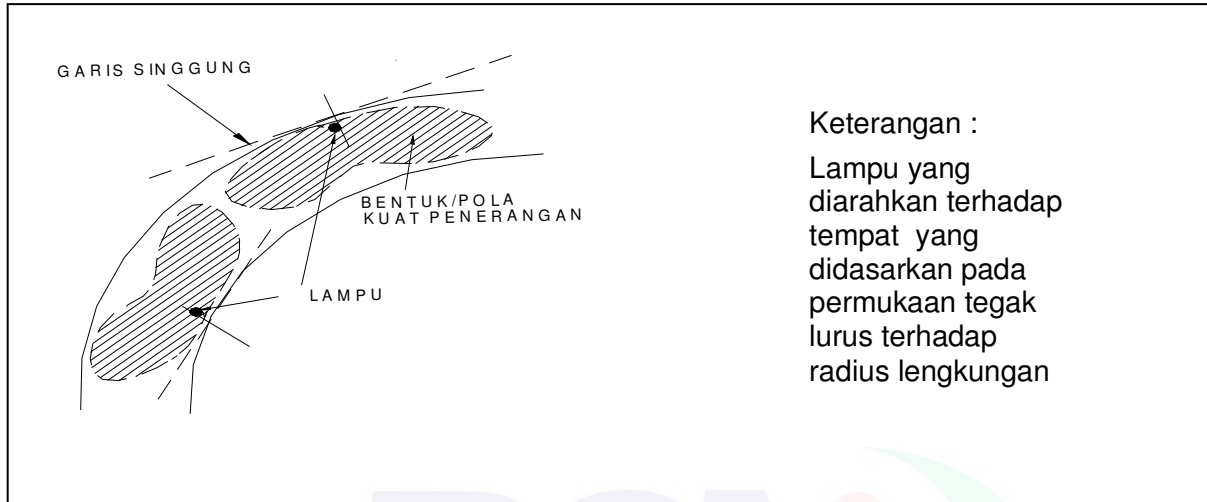 GARIS SINGGUNG
BENTUK/POLA
KUAT PENERANGAN
LAMPU
Keterangan :
Lampu yang
diarahkan terhadap
tempat yang
didasarkan pada
permukaan tegak
lurus terhadap
radius lengkungan